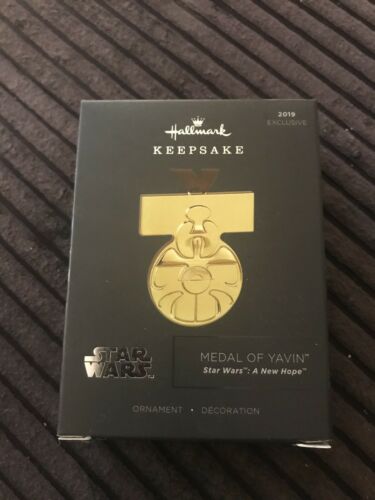 Hallmark
KEEPSAKE
2019
EXCLUSIVE
STAR
WARS
MEDAL OF YAVIN™
Star Wars™: A New Hope™
ORNAMENT • DECORATION